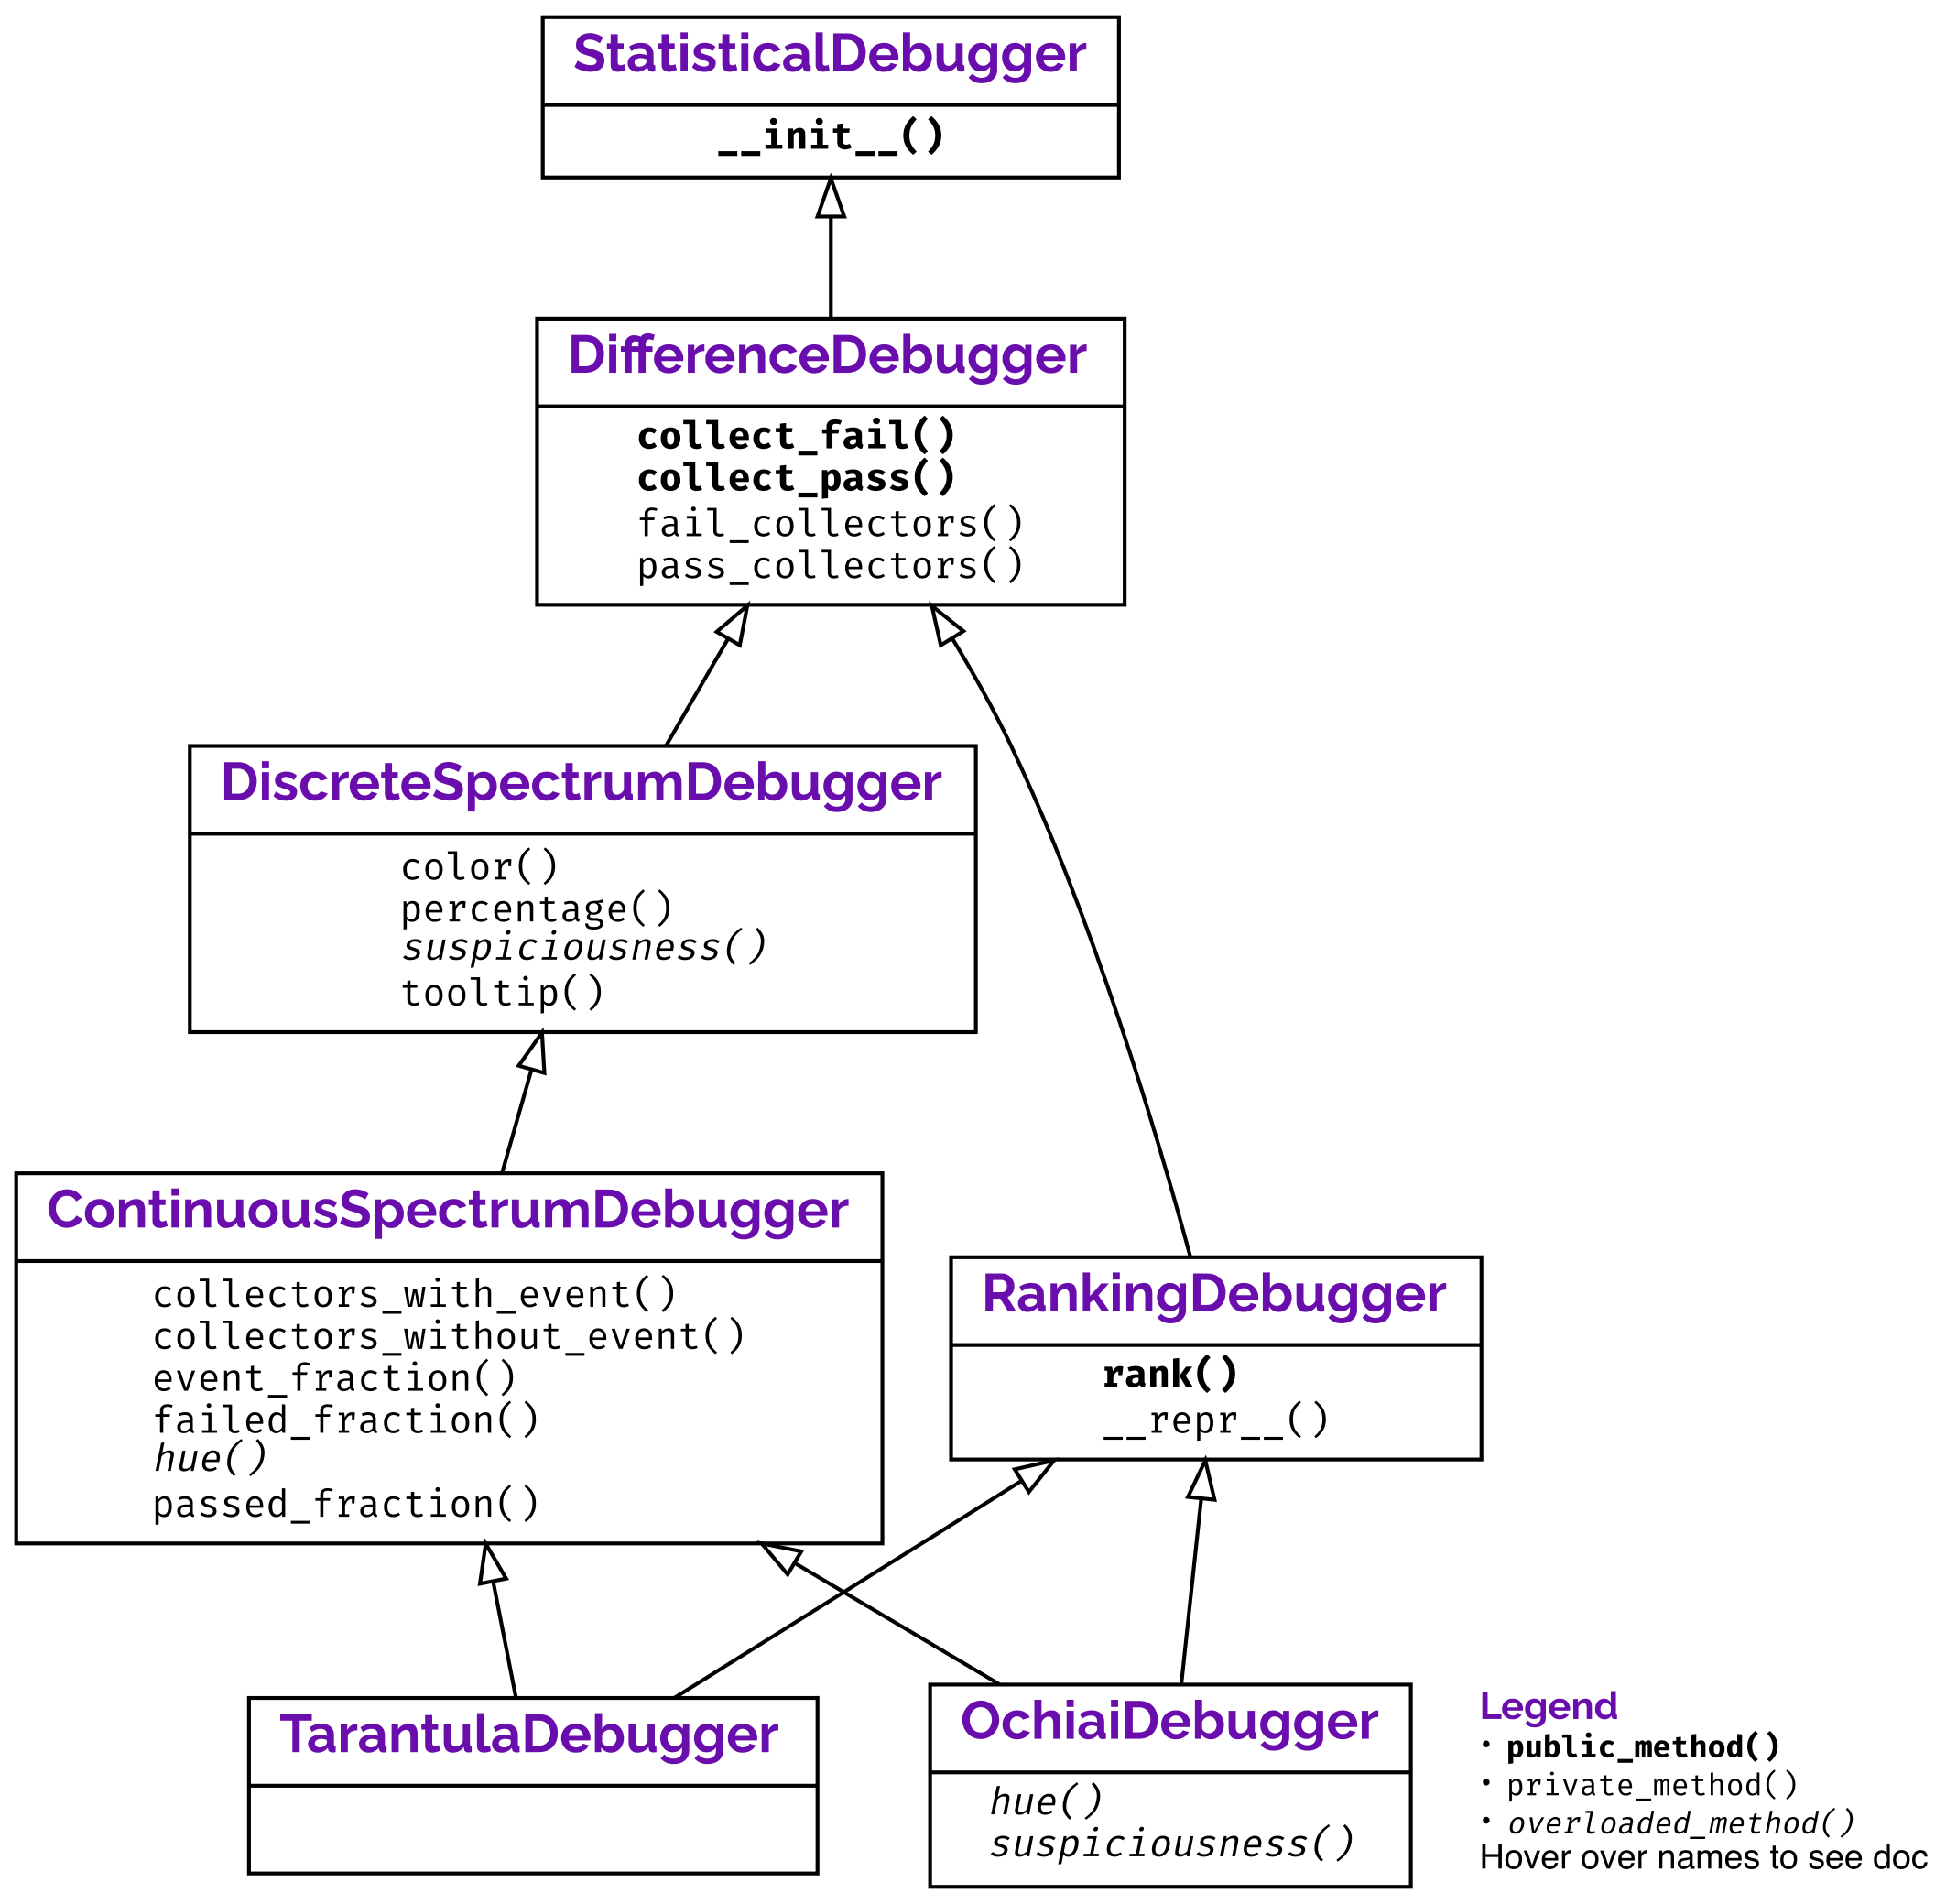 StatisticalDebugger
__init__()
DifferenceDebugger
collect_fail()
collect_pass()
fail_collectors()
pass_collectors()
DiscreteSpectrumDebugger
color()
percentage()
suspiciousness()
tooltip()
ContinuousSpectrumDebugger
collectors_with_event()
collectors_without_event()
event_fraction()
failed_fraction()
hue()
passed_fraction()
RankingDebugger
rank()
__repr__()
TarantulaDebugger
OchiaiDebugger
hue()
suspiciousness()
Legend
• public_method()
• private_method()
• overloaded_method()
Hover over names to see doc